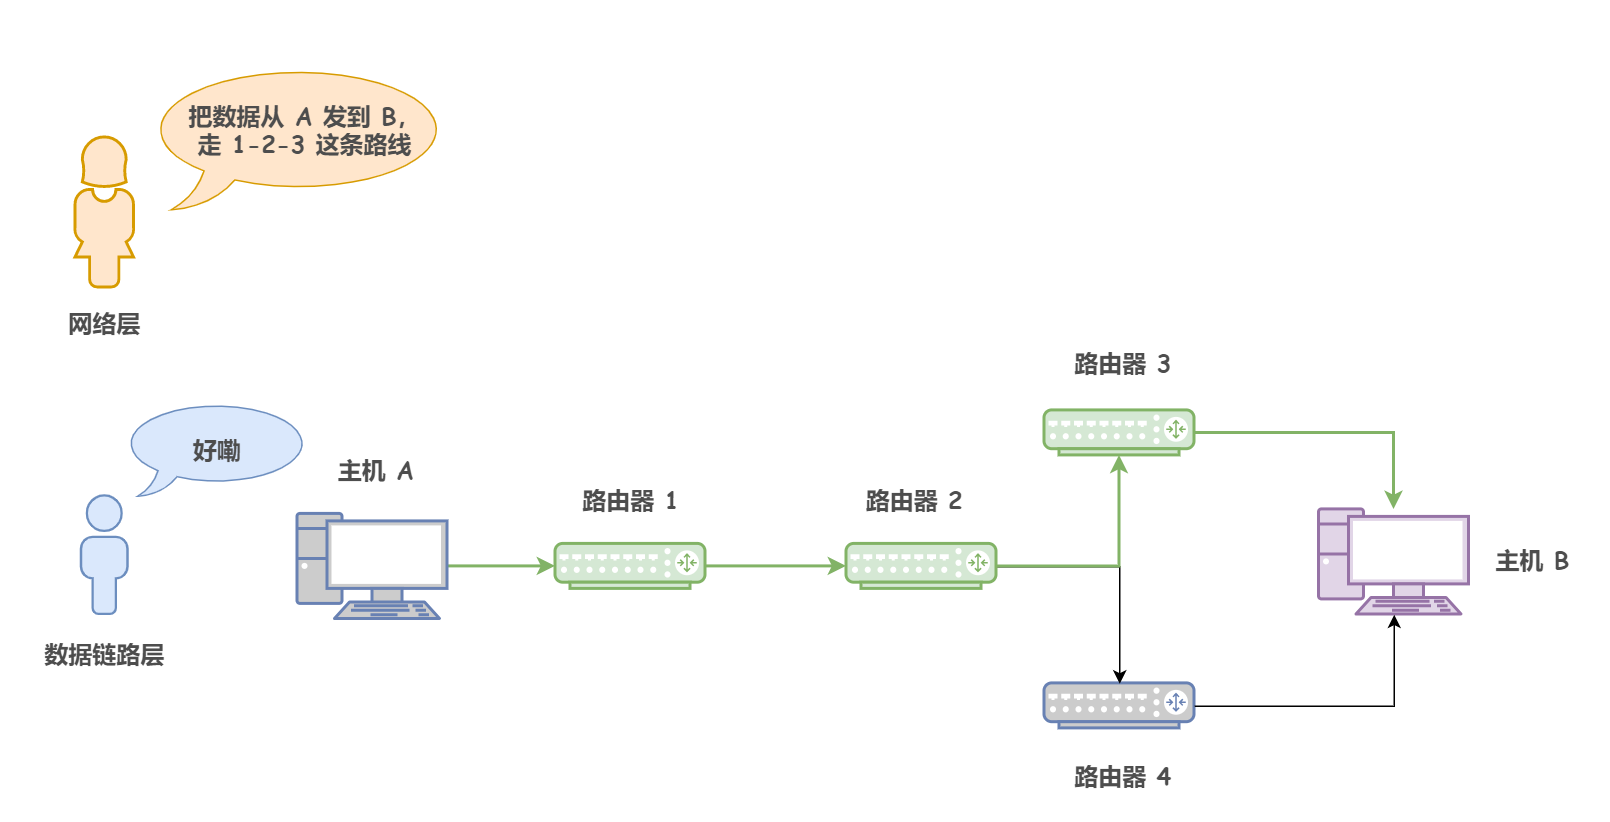 把数据从 A 发到 B，
走 1-2-3 这条路线
网络层
路由器 3
好嘞
主机 A
路由器 1
路由器 2
主机 B
数据链路层
路由器 4